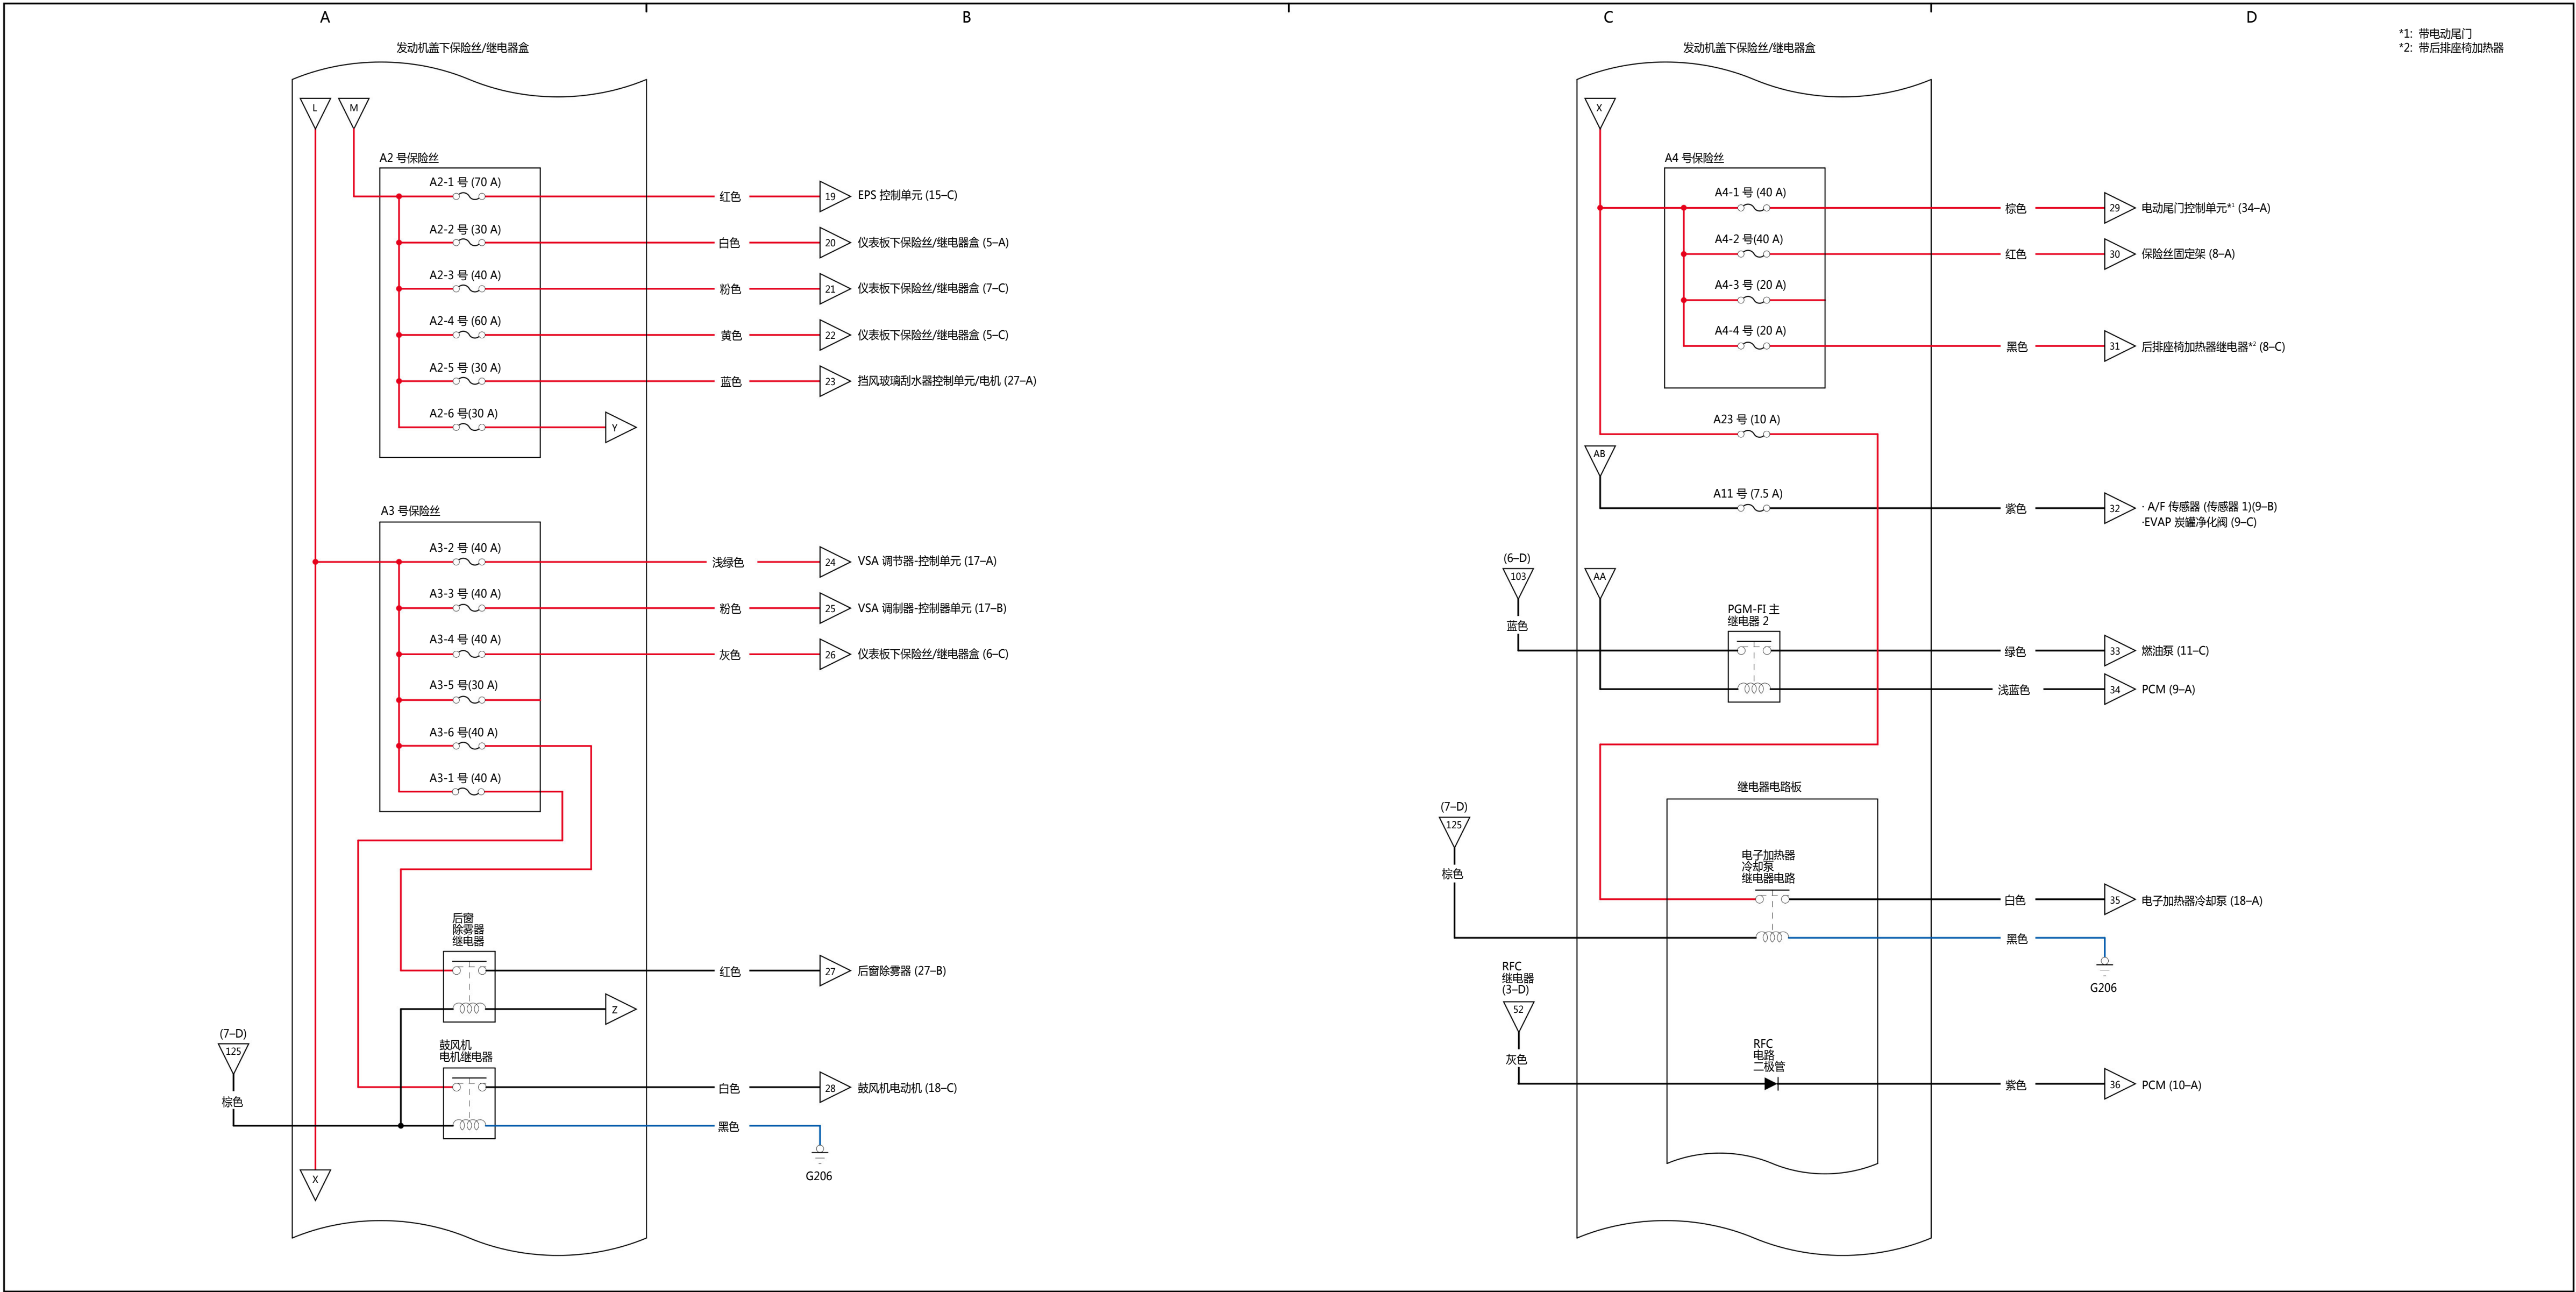 A
B
C
D
*1: 带电动尾门
*2: 带后排座椅加热器
发动机盖下保险丝/继电器盒
L
M
A2 号保险丝
A2-1 号 (70 A)
红色
19
EPS 控制单元 (15–C)
A2-2 号 (30 A)
白色
20
仪表板下保险丝/继电器盒 (5–A)
A2-3 号 (40 A)
粉色
21
仪表板下保险丝/继电器盒 (7–C)
A2-4 号 (60 A)
黄色
22
仪表板下保险丝/继电器盒 (5–C)
A2-5 号 (30 A)
蓝色
23
挡风玻璃刮水器控制单元/电机 (27–A)
A2-6 号(30 A)
Y
A3 号保险丝
A3-2 号 (40 A)
浅绿色
24
VSA 调节器-控制单元 (17–A)
A3-3 号 (40 A)
粉色
25
VSA 调制器-控制器单元 (17–B)
A3-4 号 (40 A)
灰色
26
仪表板下保险丝/继电器盒 (6–C)
A3-5 号(30 A)
A3-6 号(40 A)
A3-1 号 (40 A)
后窗
除雾器
继电器
红色
27
后窗除雾器 (27–B)
Z
(7–D)
125
棕色
鼓风机
电机继电器
白色
28
鼓风机电动机 (18–C)
黑色
G206
X
发动机盖下保险丝/继电器盒
X
A4 号保险丝
A4-1 号 (40 A)
棕色
29
电动尾门控制单元*1 (34–A)
A4-2 号(40 A)
红色
30
保险丝固定架 (8–A)
A4-3 号 (20 A)
A4-4 号 (20 A)
黑色
31
后排座椅加热器继电器*2 (8–C)
A23 号 (10 A)
AB
A11 号 (7.5 A)
紫色
32
· A/F 传感器 (传感器 1)(9–B)
·EVAP 炭罐净化阀 (9–C)
(6–D)
103
蓝色
AA
PGM-FI 主
继电器 2
绿色
33
燃油泵 (11–C)
浅蓝色
34
PCM (9–A)
继电器电路板
(7–D)
125
棕色
电子加热器
冷却泵
继电器电路
白色
35
电子加热器冷却泵 (18–A)
黑色
G206
RFC
继电器
(3–D)
52
灰色
RFC
电路
二极管
紫色
36
PCM (10–A)